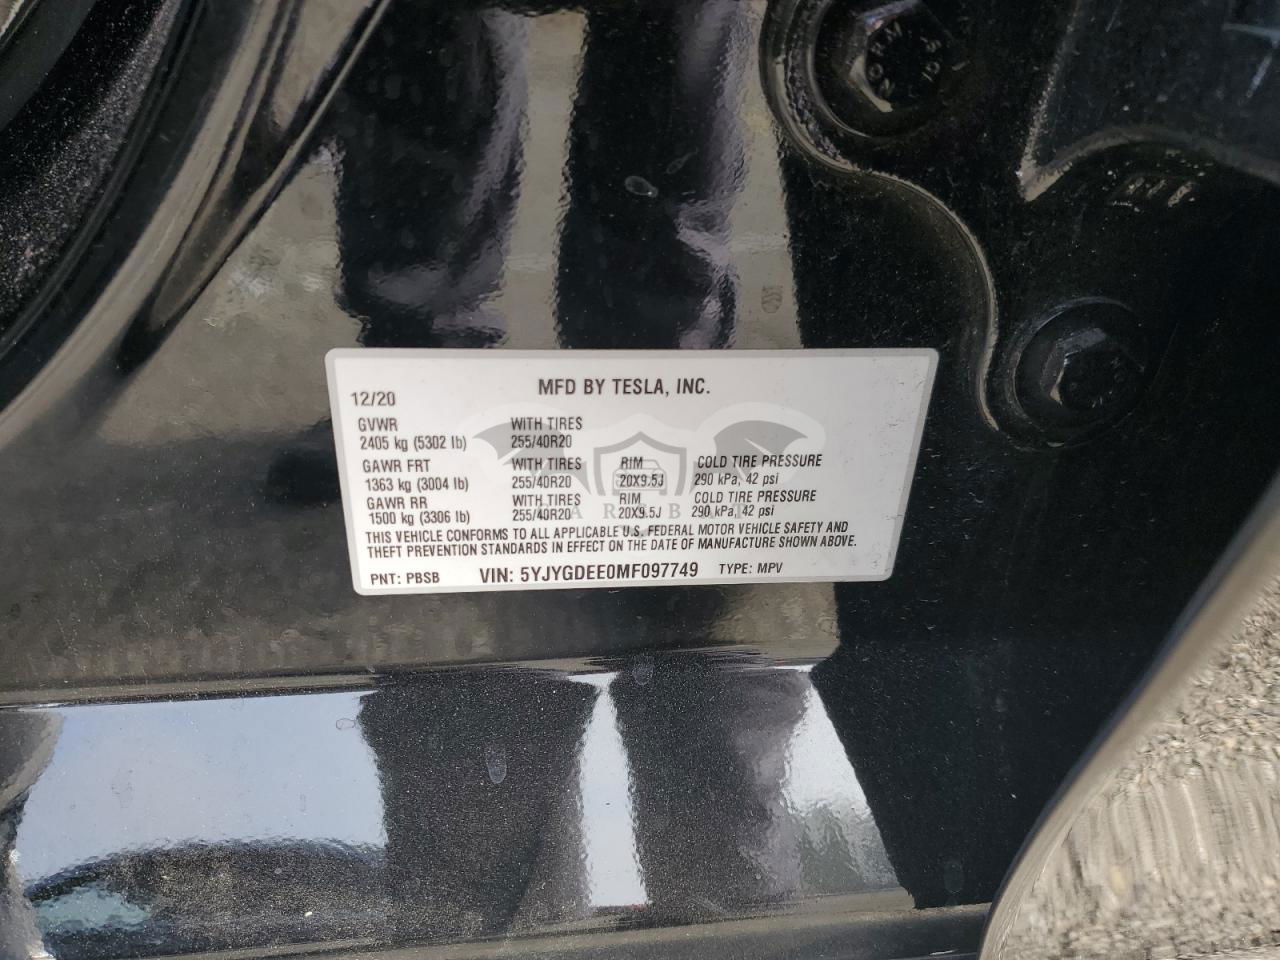 MFD BY TESLA, INC.
12/20
GVWR WITH TIRES
2405 kg (5302 lb) 255/40R20
GAWR FRT WITH TIRES RIM COLD TIRE PRESSURE
1363 kg (3004 lb) 255/40R20 20X9.5J 290 kPa, 42 psi
GAWR RR WITH TIRES RIM COLD TIRE PRESSURE
1500 kg (3306 lb) 255/40R20 20X9.5J 290 kPa, 42 psi
THIS VEHICLE CONFORMS TO ALL APPLICABLE U.S. FEDERAL MOTOR VEHICLE SAFETY AND
THEFT PREVENTION STANDARDS IN EFFECT ON THE DATE OF MANUFACTURE SHOWN ABOVE.
PNT: PBSB VIN: 5YJYGDEE0MF097749 TYPE: MPV